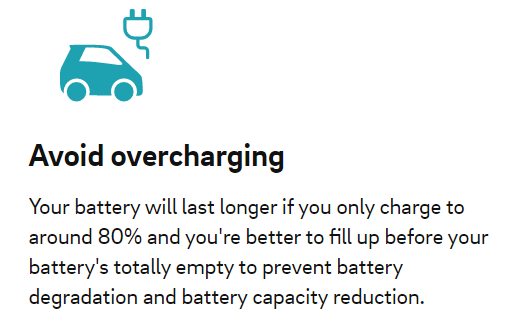 Avoid overcharging
Your battery will last longer if you only charge to
around 80% and you're better to fill up before your
battery's totally empty to prevent battery
degradation and battery capacity reduction.